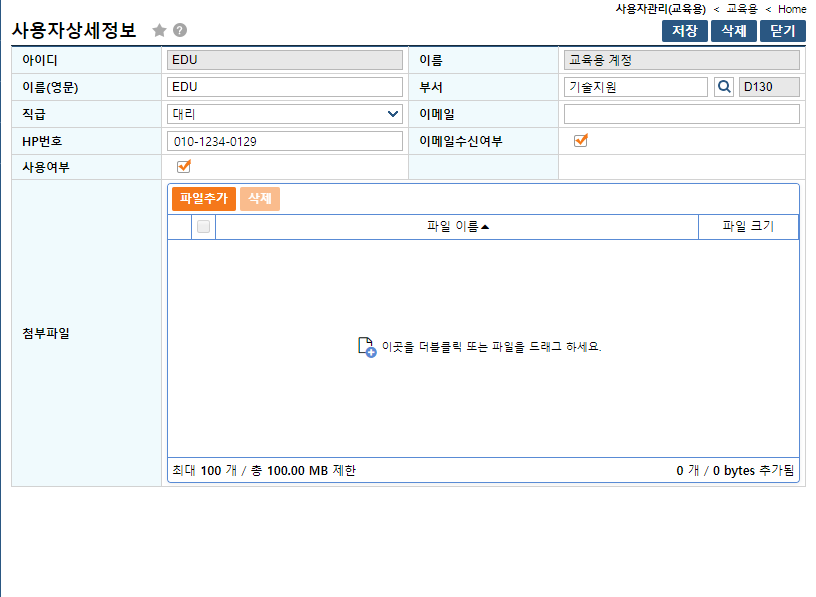 사용자관리(교육용) < 교육용 < Home
사용자상세정보 ? 저장 삭제 닫기
아이디 EDU 이름 교육용 계정
이름(영문) EDU 부서 기술지원 D130
직급 대리 이메일
HP번호 010-1234-0129 이메일수신여부
사용여부
파일추가 삭제
파일 이름▲ 파일 크기
첨부파일
이곳을 더블클릭 또는 파일을 드래그 하세요.
최대 100 개 / 총 100.00 MB 제한 0 개 / 0 bytes 추가됨